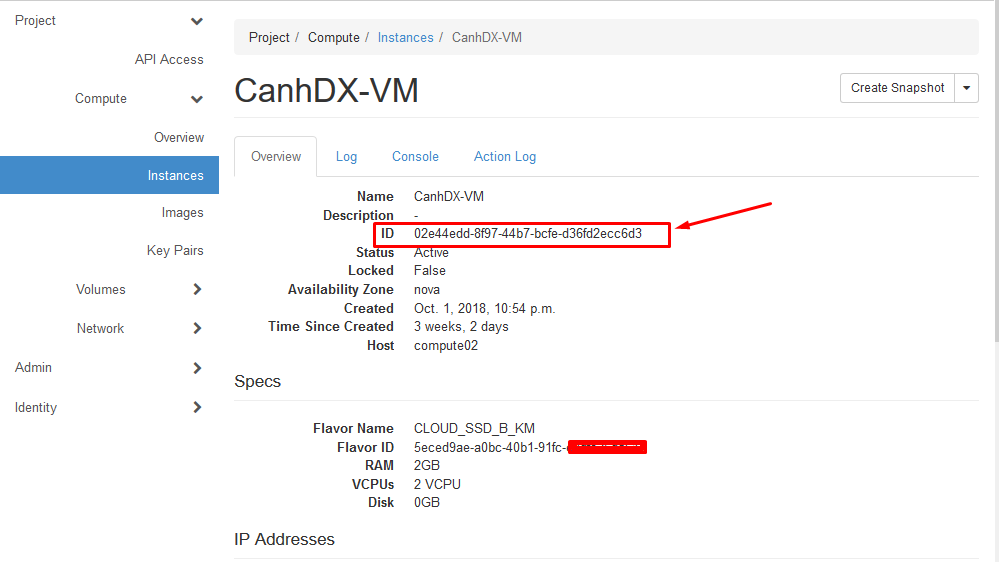 Project
API Access
Compute
Overview
Instances
Images
Key Pairs
Volumes
Network
Admin
Identity
Project / Compute / Instances / CanhDX-VM
CanhDX-VM
Create Snapshot
Overview Log Console Action Log
Name CanhDX-VM
Description -
ID 02e44edd-8f97-44b7-bcfe-d36fd2ecc6d3
Status Active
Locked False
Availability Zone nova
Created Oct. 1, 2018, 10:54 p.m.
Time Since Created 3 weeks, 2 days
Host compute02
Specs
Flavor Name CLOUD_SSD_B_KM
Flavor ID 5eced9ae-a0bc-40b1-91fc-
RAM 2GB
VCPUs 2 VCPU
Disk 0GB
IP Addresses